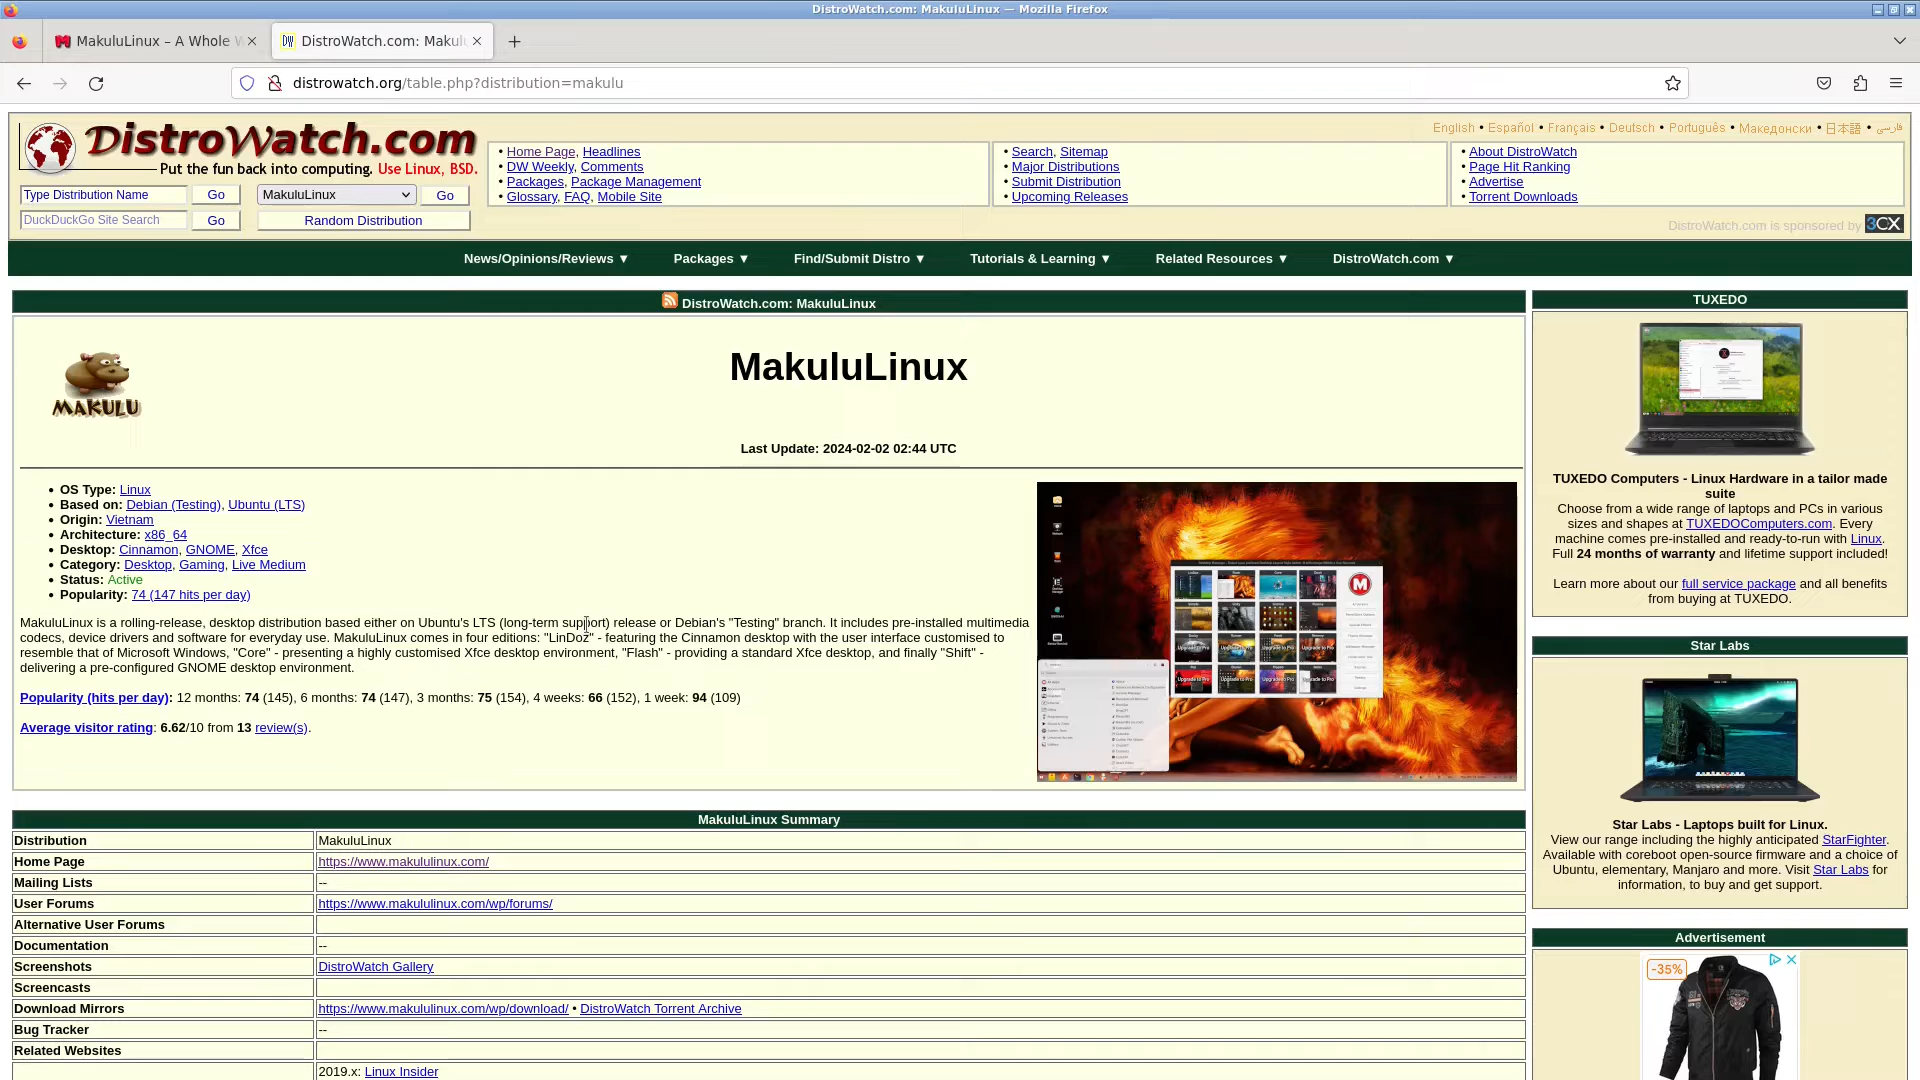 DistroWatch.com: MakuluLinux — Mozilla Firefox
MakuluLinux – A Whole W
DistroWatch.com: Makul
distrowatch.org/table.php?distribution=makulu
DistroWatch.com
Put the fun back into computing. Use Linux, BSD.
English • Español • Français • Deutsch • Português • Македонски • 日本語 • فارسی
• Home Page, Headlines
• DW Weekly, Comments
• Packages, Package Management
• Glossary, FAQ, Mobile Site
• Search, Sitemap
• Major Distributions
• Submit Distribution
• Upcoming Releases
• About DistroWatch
• Page Hit Ranking
• Advertise
• Torrent Downloads
Type Distribution Name Go MakuluLinux Go
DuckDuckGo Site Search Go Random Distribution
DistroWatch.com is sponsored by 3CX
News/Opinions/Reviews ▼ Packages ▼ Find/Submit Distro ▼ Tutorials & Learning ▼ Related Resources ▼ DistroWatch.com ▼
DistroWatch.com: MakuluLinux
MAKULU
MakuluLinux
Last Update: 2024-02-02 02:44 UTC
• OS Type: Linux
• Based on: Debian (Testing), Ubuntu (LTS)
• Origin: Vietnam
• Architecture: x86_64
• Desktop: Cinnamon, GNOME, Xfce
• Category: Desktop, Gaming, Live Medium
• Status: Active
• Popularity: 74 (147 hits per day)
MakuluLinux is a rolling-release, desktop distribution based either on Ubuntu's LTS (long-term support) release or Debian's "Testing" branch. It includes pre-installed multimedia
codecs, device drivers and software for everyday use. MakuluLinux comes in four editions: "LinDoz" - featuring the Cinnamon desktop with the user interface customised to
resemble that of Microsoft Windows, "Core" - presenting a highly customised Xfce desktop environment, "Flash" - providing a standard Xfce desktop, and finally "Shift" -
delivering a pre-configured GNOME desktop environment.
Popularity (hits per day): 12 months: 74 (145), 6 months: 74 (147), 3 months: 75 (154), 4 weeks: 66 (152), 1 week: 94 (109)
Average visitor rating: 6.62/10 from 13 review(s).
MakuluLinux Summary
Distribution MakuluLinux
Home Page https://www.makululinux.com/
Mailing Lists --
User Forums https://www.makululinux.com/wp/forums/
Alternative User Forums
Documentation --
Screenshots DistroWatch Gallery
Screencasts
Download Mirrors https://www.makululinux.com/wp/download/ • DistroWatch Torrent Archive
Bug Tracker --
Related Websites
2019.x: Linux Insider
TUXEDO
TUXEDO Computers - Linux Hardware in a tailor made
suite
Choose from a wide range of laptops and PCs in various
sizes and shapes at TUXEDOComputers.com. Every
machine comes pre-installed and ready-to-run with Linux.
Full 24 months of warranty and lifetime support included!
Learn more about our full service package and all benefits
from buying at TUXEDO.
Star Labs
Star Labs - Laptops built for Linux.
View our range including the highly anticipated StarFighter.
Available with coreboot open-source firmware and a choice of
Ubuntu, elementary, Manjaro and more. Visit Star Labs for
information, to buy and get support.
Advertisement
-35%